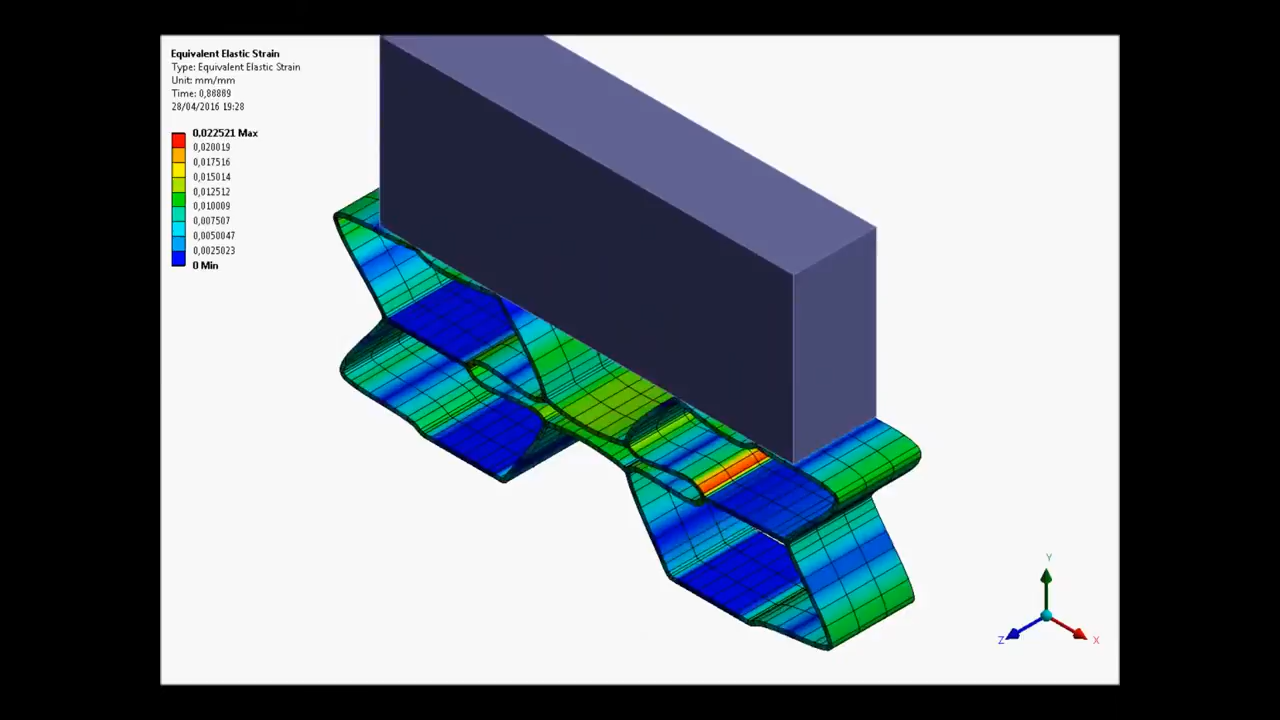 Equivalent Elastic Strain
Type: Equivalent Elastic Strain
Unit: mm/mm
Time: 0,88889
28/04/2016 19:28
0,022521 Max
0,020019
0,017516
0,015014
0,012512
0,010009
0,007507
0,0050047
0,0025023
0 Min
Y
Z
X